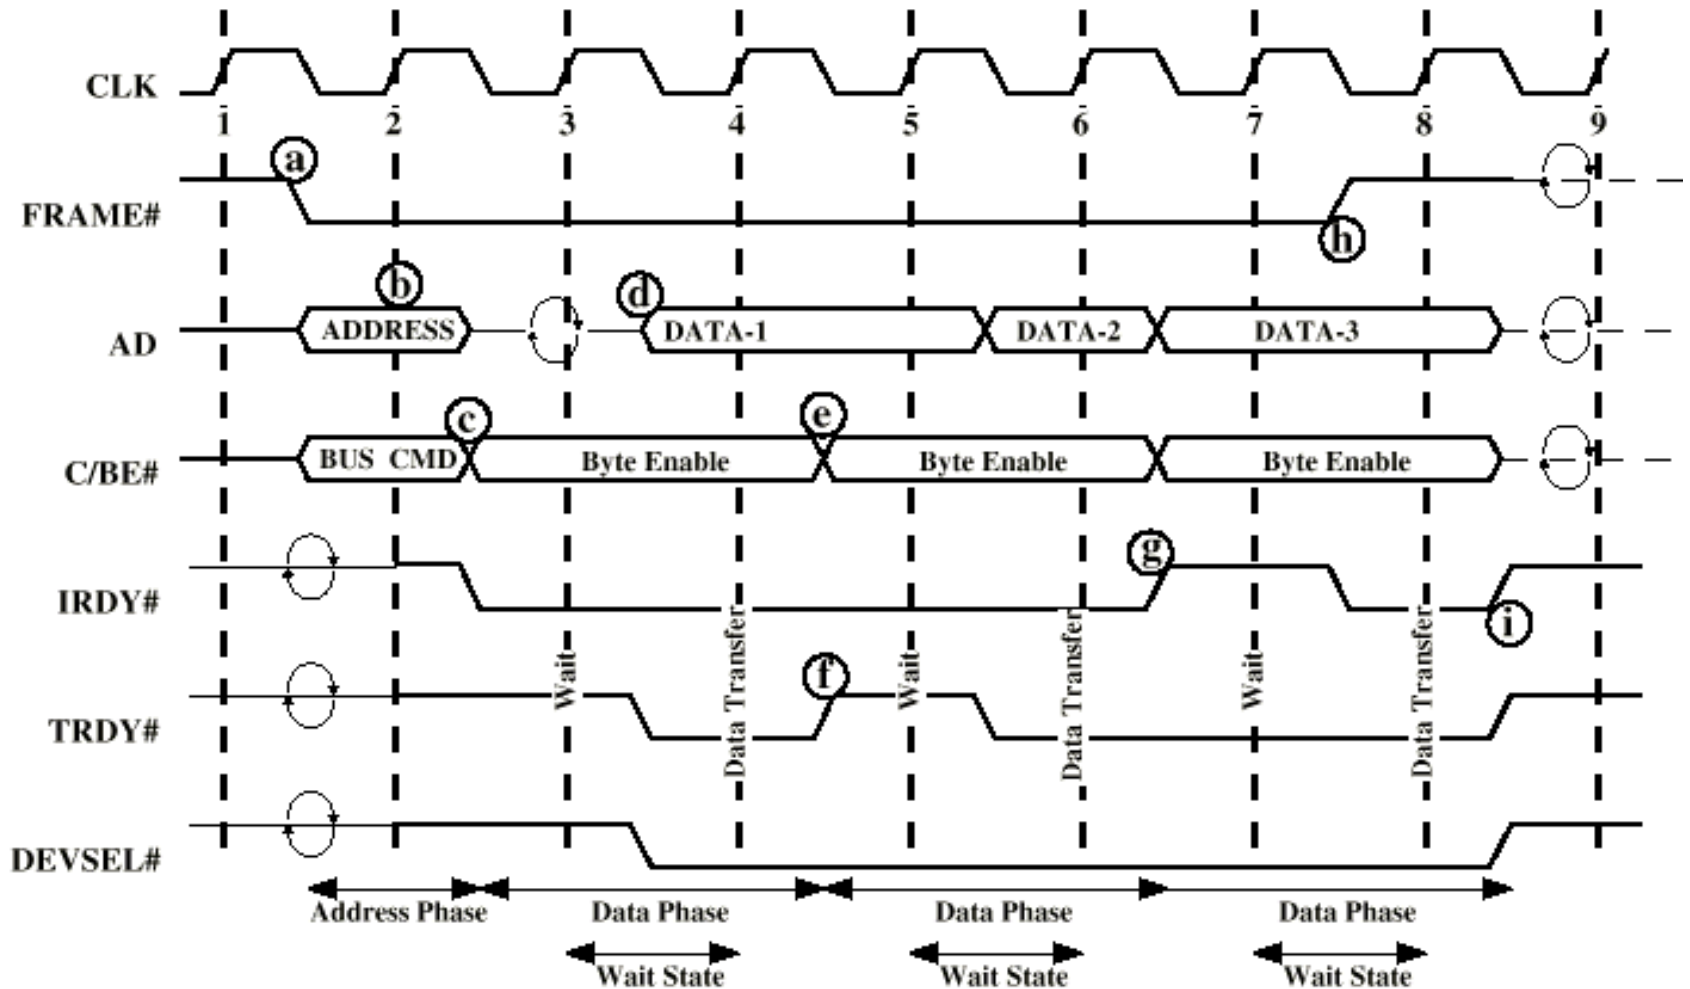 CLK
1 2 3 4 5 6 7 8 9
a
FRAME#
h
b
d
AD
ADDRESS DATA-1 DATA-2 DATA-3
c
e
C/BE#
BUS CMD Byte Enable Byte Enable Byte Enable
g
IRDY#
i
f
Wait
Data Transfer
Wait
Data Transfer
Wait
Data Transfer
TRDY#
DEVSEL#
Address Phase Data Phase Data Phase Data Phase
Wait State Wait State Wait State